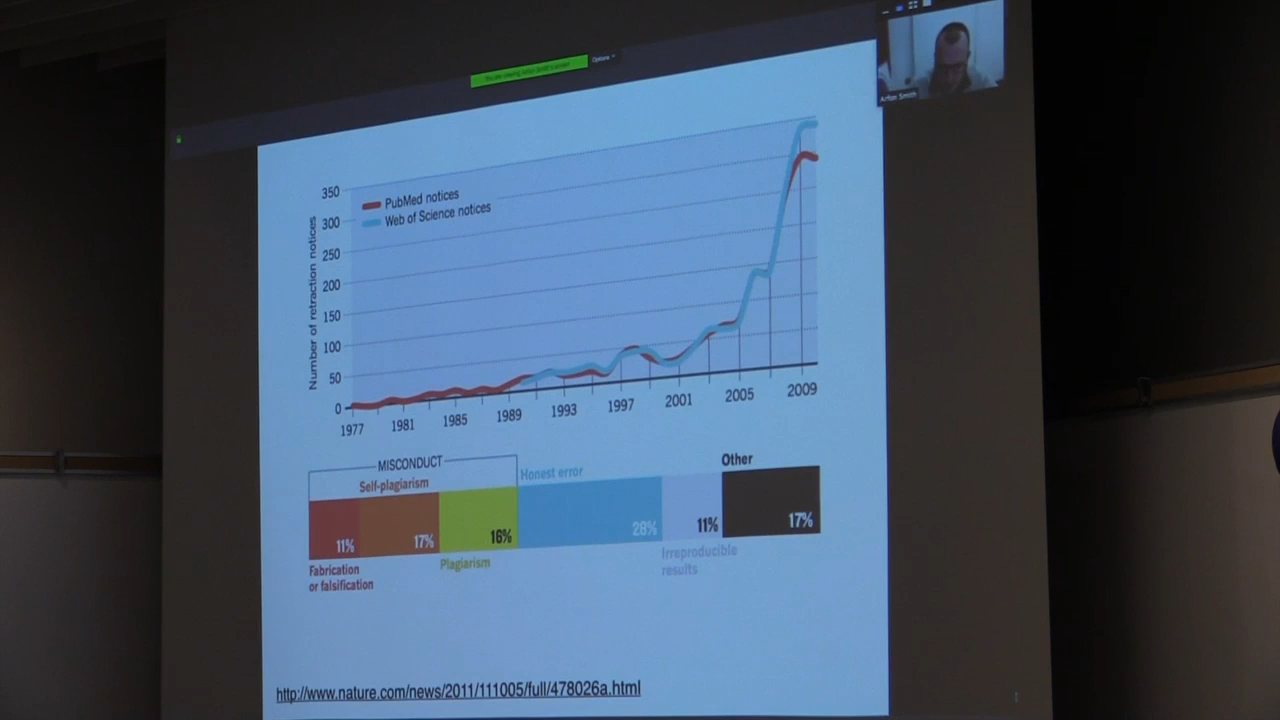 Options
Arfon Smith
350
300
250
200
150
100
50
0
Number of retraction notices
PubMed notices
Web of Science notices
1977 1981 1985 1989 1993 1997 2001 2005 2009
MISCONDUCT
Self-plagiarism
Honest error
Other
11% 17% 16% 28% 11% 17%
Fabrication
or falsification
Plagiarism
Irreproducible
results
http://www.nature.com/news/2011/111005/full/478026a.html